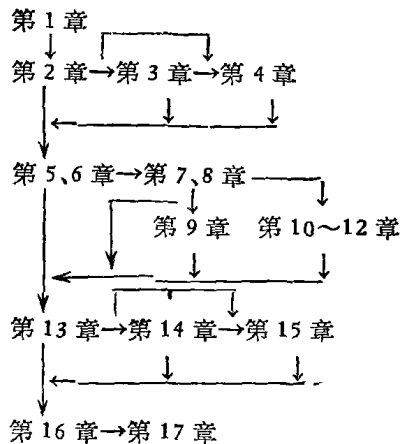 第 1 章
第 2 章→第 3 章→第 4 章
第 5、6 章→第 7、8 章
第 9 章 第 10~12 章
第 13 章→第 14 章→第 15 章
第 16 章→第 17 章